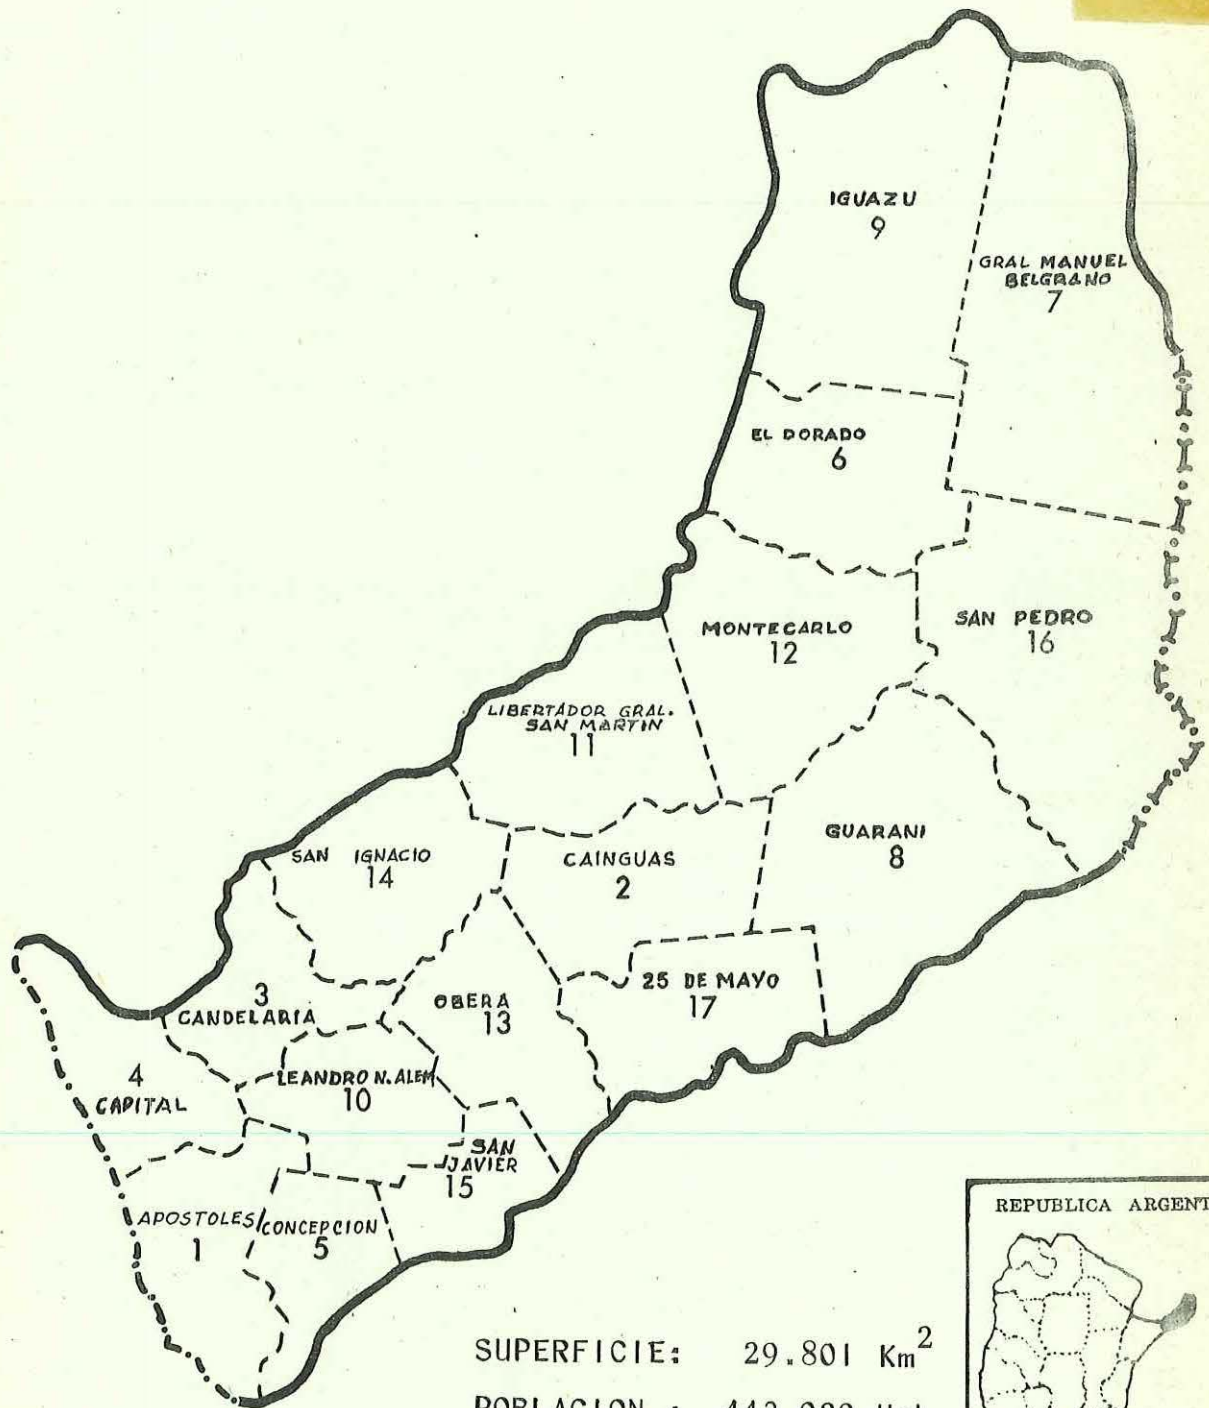 IGUAZU
9
GRAL MANUEL
BELGRANO
7
EL DORADO
6
MONTECARLO
12
SAN PEDRO
16
LIBERTADOR GRAL.
SAN MARTIN
11
SAN IGNACIO
14
CAINGUAS
2
GUARANI
8
3
CANDELARIA
OBERA
13
25 DE MAYO
17
4
CAPITAL
LEANDRO N. ALEM
10
SAN
JAVIER
15
APOSTOLES
1
CONCEPCION
5
REPUBLICA ARGENT
SUPERFICIE: 29.801 Km²
POBLACION :